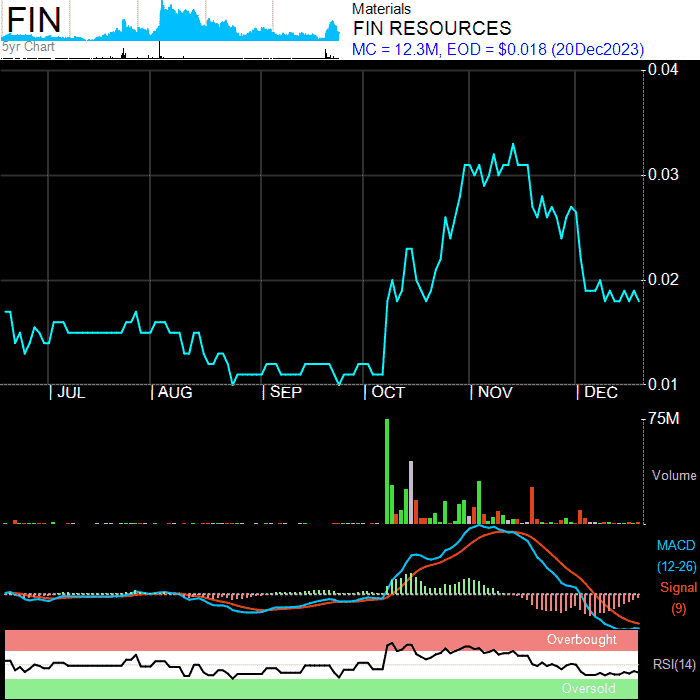 FIN
5yr Chart
Materials
FIN RESOURCES
MC = 12.3M, EOD = $0.018 (20Dec2023)
0.04
0.03
0.02
0.01
JUL AUG SEP OCT NOV DEC
75M
Volume
MACD
(12-26)
Signal
(9)
Overbought
RSI(14)
Oversold